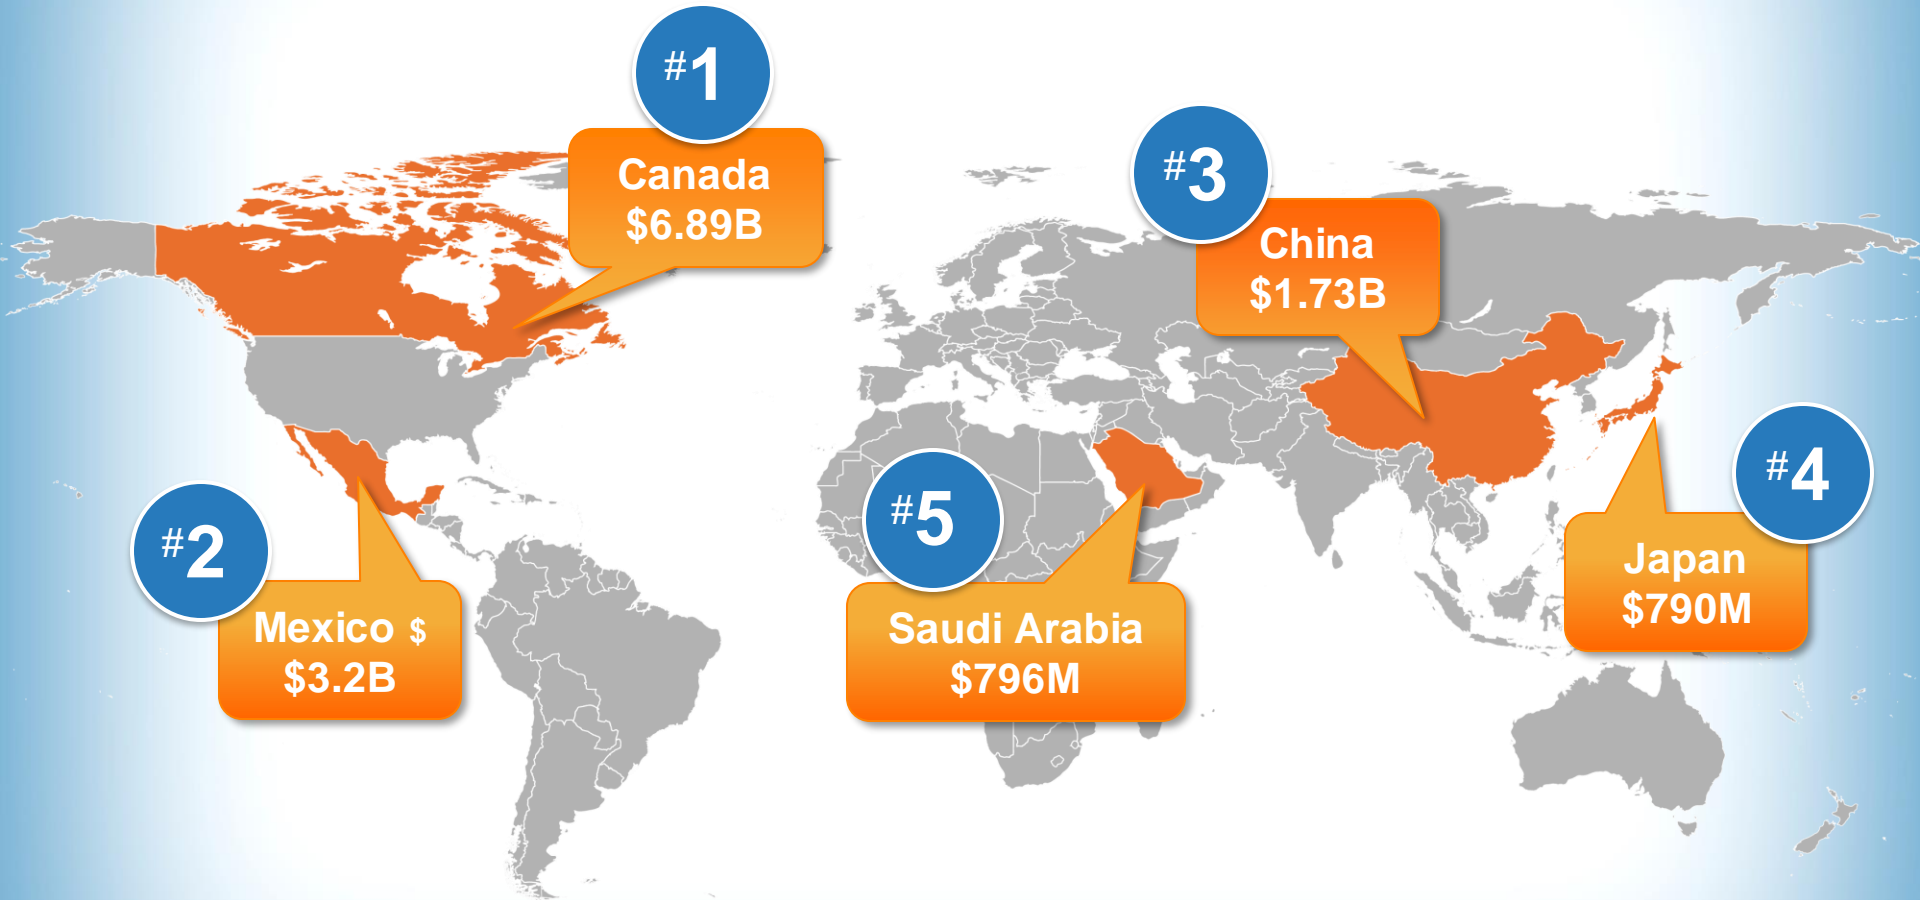 #1
Canada
$6.89B
#2
Mexico $
$3.2B
#3
China
$1.73B
#4
Japan
$790M
#5
Saudi Arabia
$796M